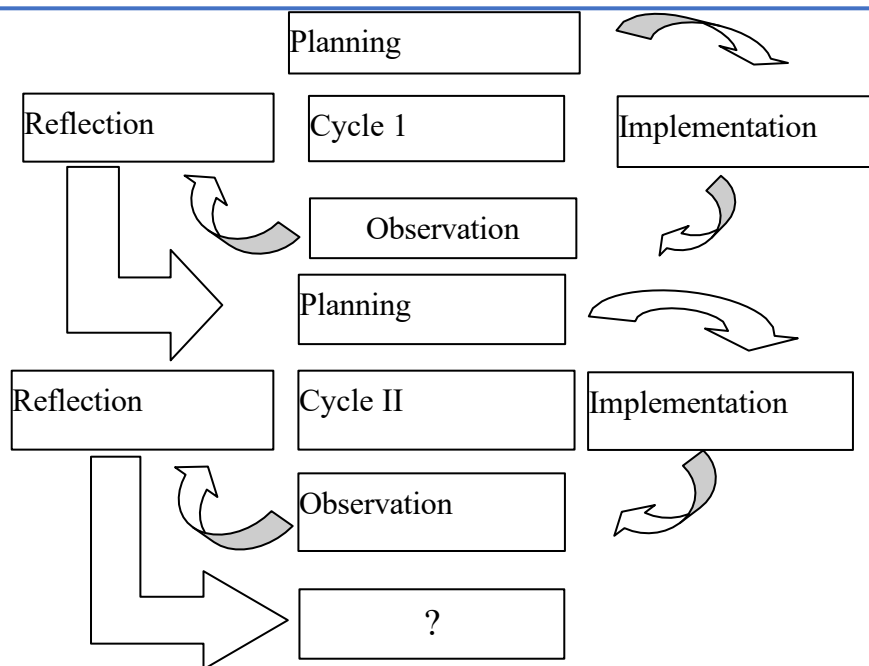 Planning
Reflection
Cycle 1
Implementation
Observation
Planning
Reflection
Cycle II
Implementation
Observation
?